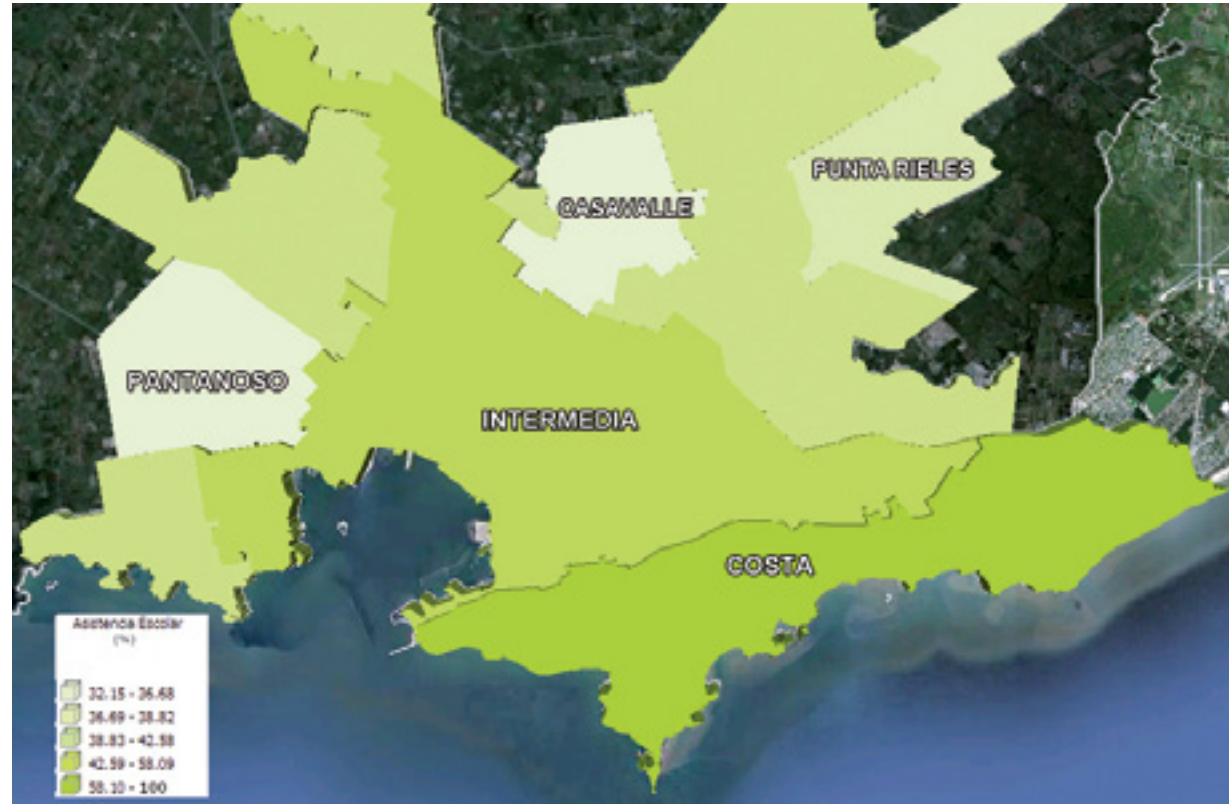 PUNTA RIELES
CASAVALLE
PANTANOSO
INTERMEDIA
COSTA
Asistencia Escolar
(%)
32.15 - 36.68
36.69 - 38.82
38.83 - 42.58
42.59 - 58.09
58.10 - 100